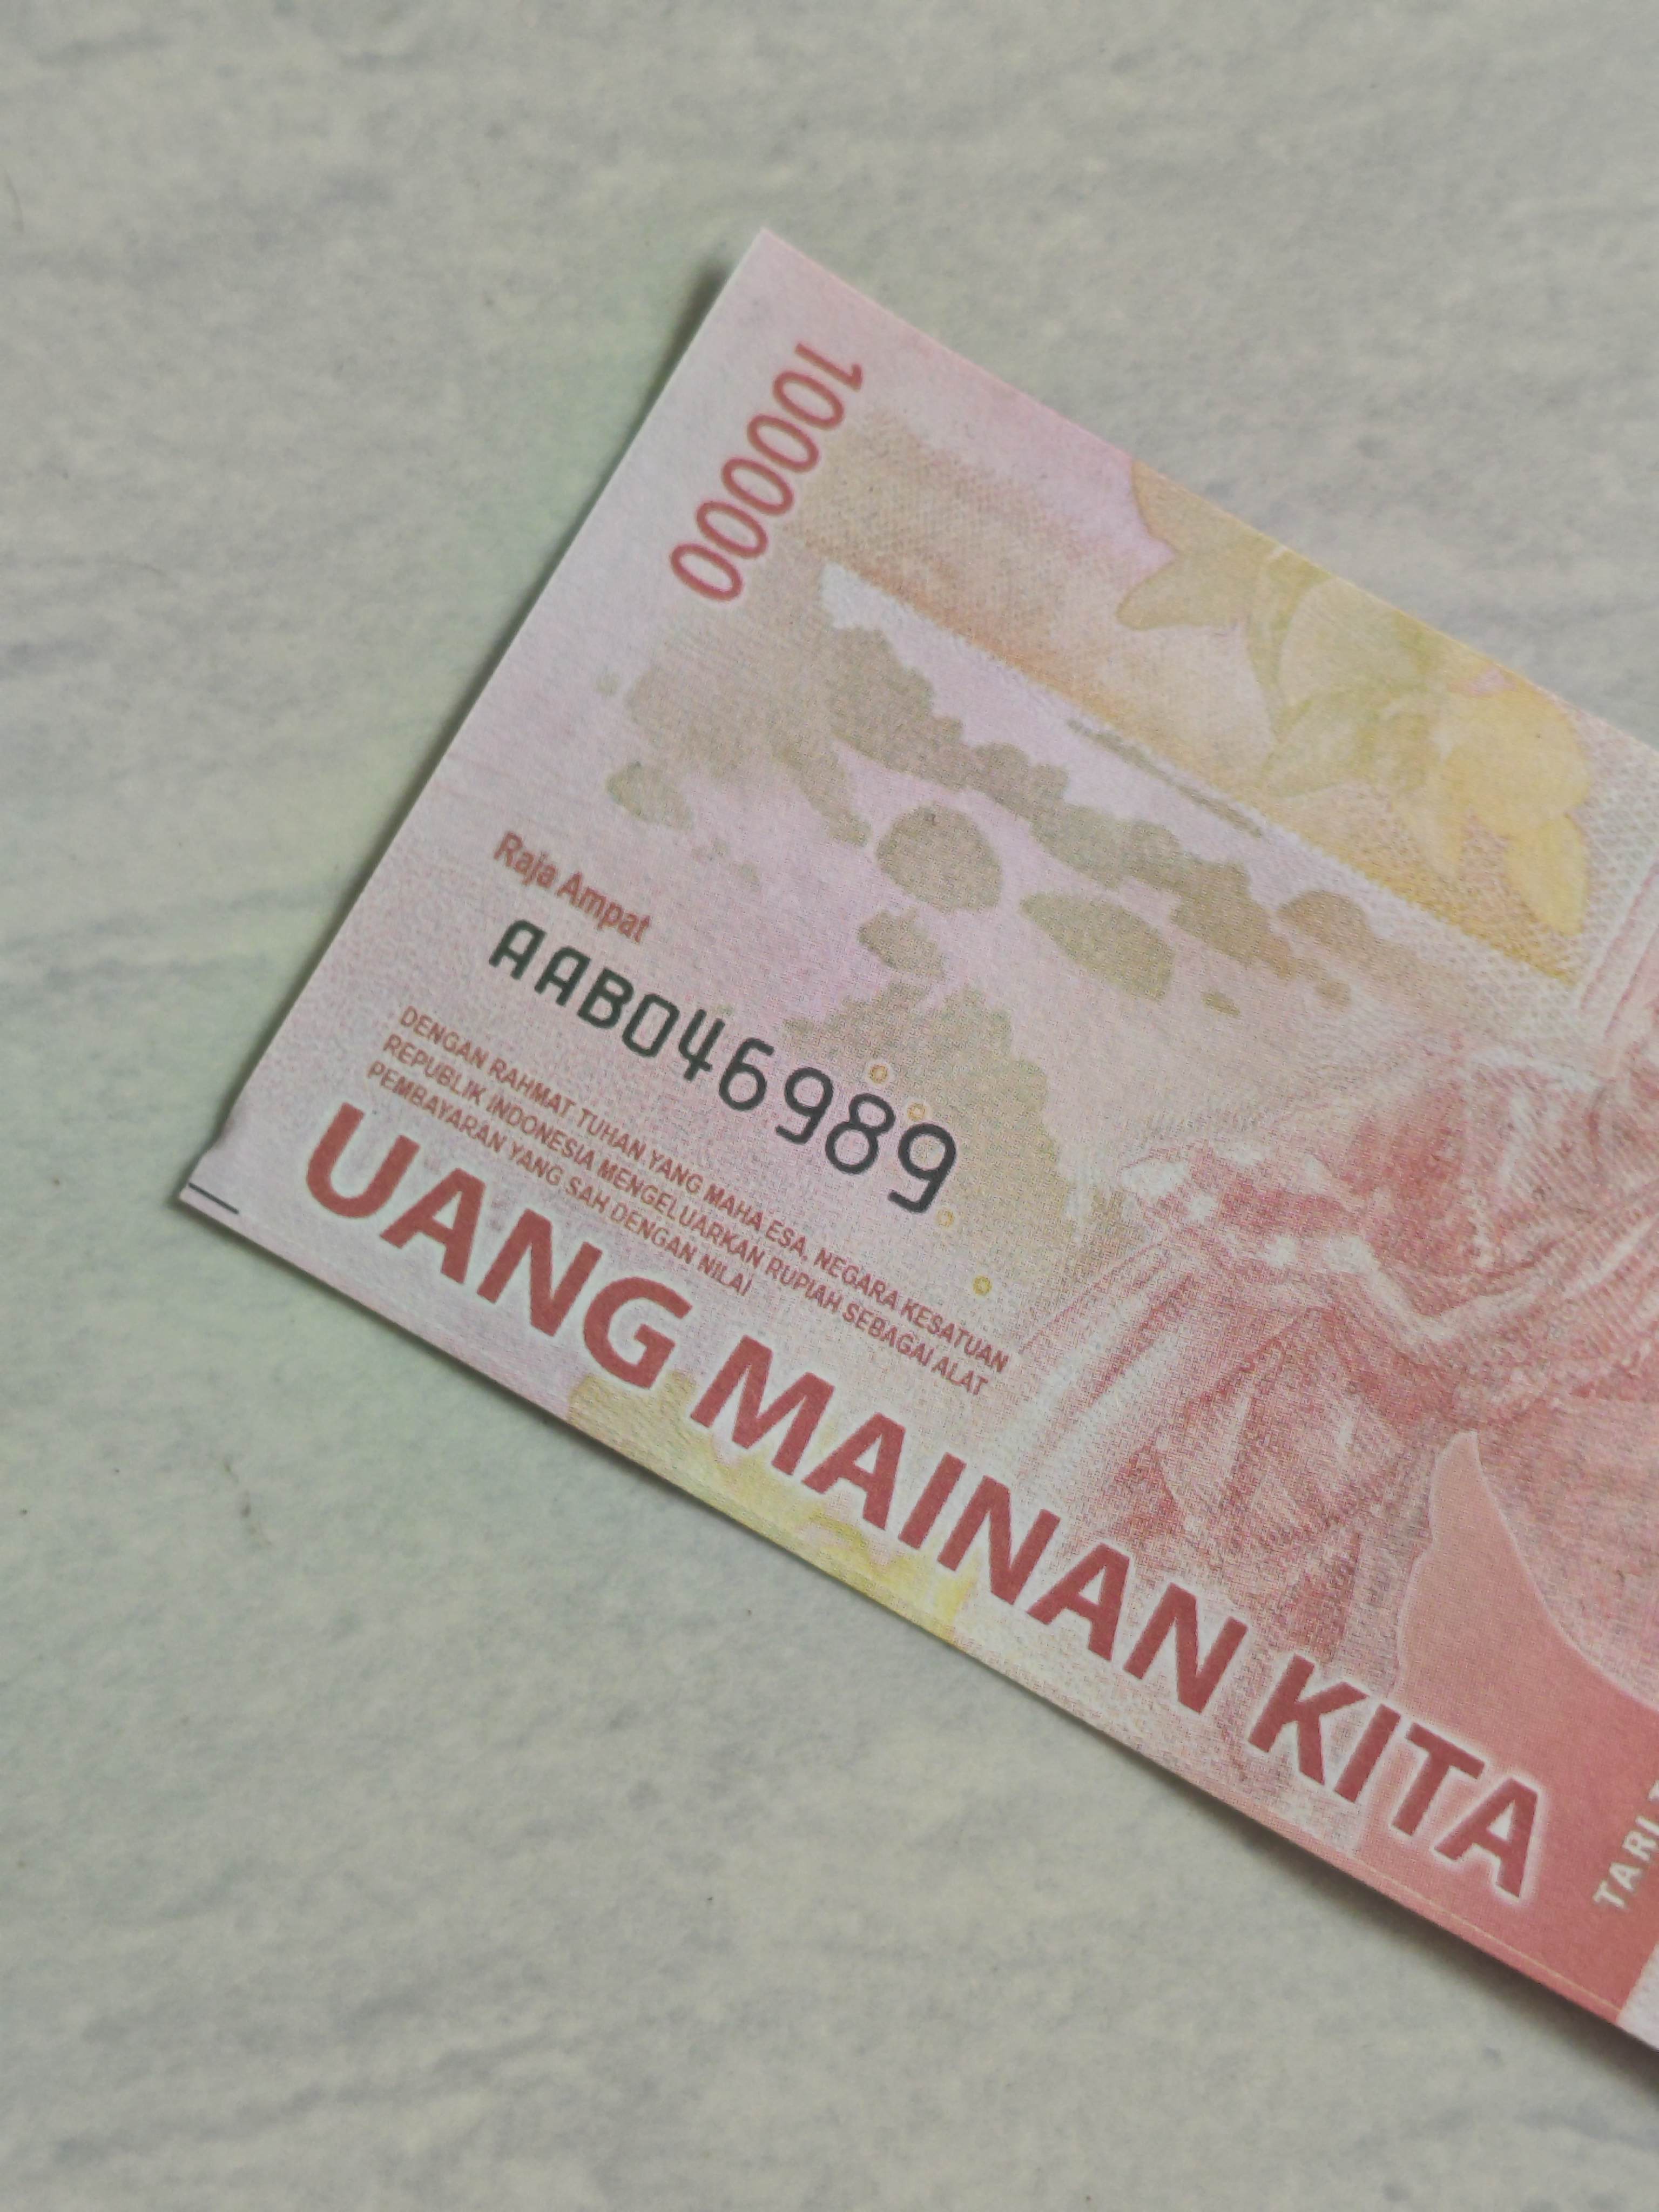 100000
Raja Ampat
AAB046989
DENGAN RAHMAT TUHAN YANG MAHA ESA, NEGARA KESATUAN
REPUBLIK INDONESIA MENGELUARKAN RUPIAH SEBAGAI ALAT
PEMBAYARAN YANG SAH DENGAN NILAI
UANG MAINAN KITA
TARI